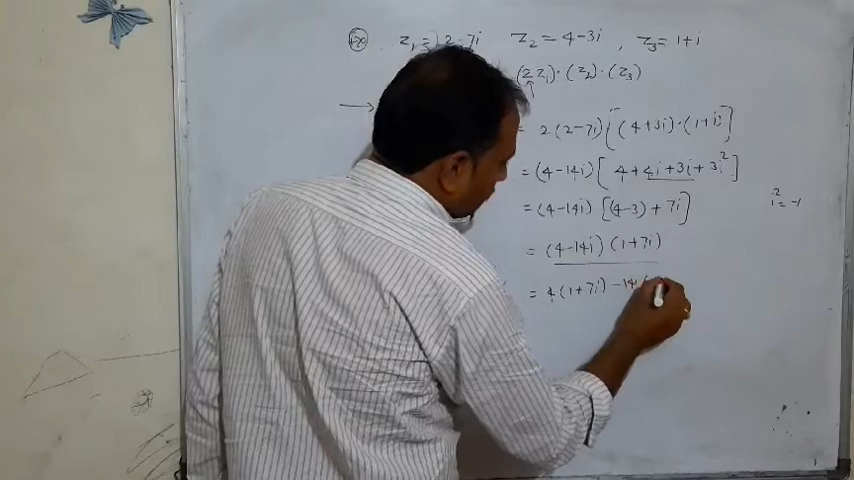 +70 z₁ = 2-7i z₂ = 4-3i , z₃ = 1+i
(2z₁)·(z₂)·(z₃)
= 2(2-7i)[(4+3i)·(1+i)]
= (4-14i)[4+4i+3i+3i²]
= (4-14i)[(4-3)+7i]
i² = -1
= (4-14i)(1+7i)
= 4(1+7i) -14i